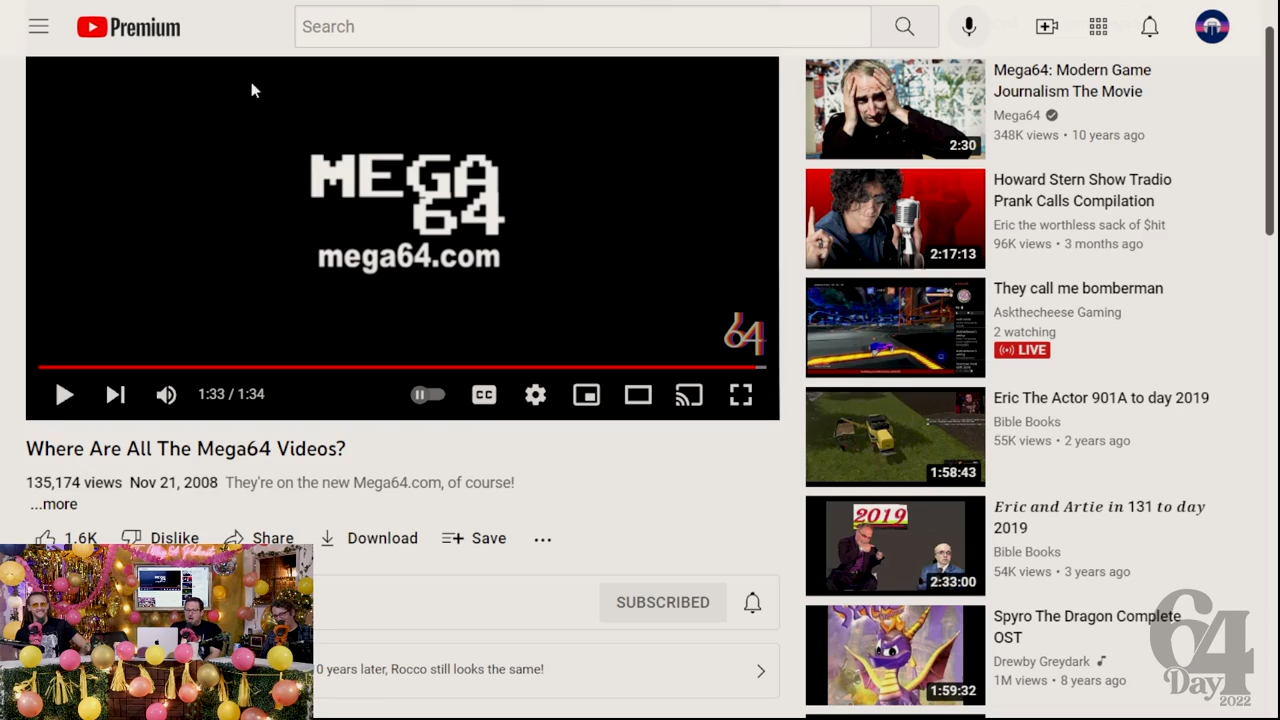 Premium
Search
MEGA
64
mega64.com
64
1:33 / 1:34
CC
Where Are All The Mega64 Videos?
135,174 views Nov 21, 2008 They're on the new Mega64.com, of course!
...more
1.6K Dislike Share Download Save
SUBSCRIBED
0 years later, Rocco still looks the same!
Mega64: Modern Game
Journalism The Movie
Mega64
348K views • 10 years ago
2:30
Howard Stern Show Tradio
Prank Calls Compilation
Eric the worthless sack of $hit
96K views • 3 months ago
2:17:13
They call me bomberman
Askthecheese Gaming
2 watching
LIVE
Eric The Actor 901A to day 2019
Bible Books
55K views • 2 years ago
1:58:43
2019
Eric and Artie in 131 to day
2019
Bible Books
54K views • 3 years ago
2:33:00
Spyro The Dragon Complete
OST
Drewby Greydark
1M views • 8 years ago
1:59:32
64
Day
2022